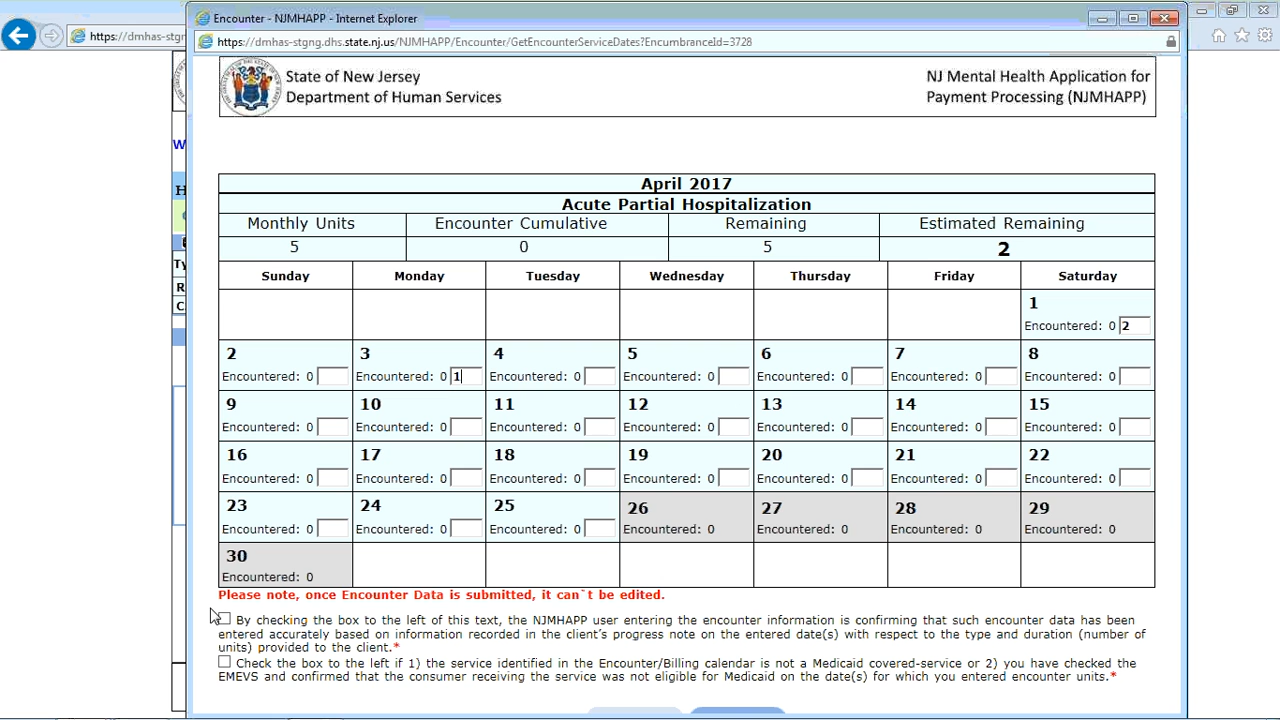 Encounter - NJMHAPP - Internet Explorer
https://dmhas-stgng.dhs.state.nj.us/NJMHAPP/Encounter/GetEncounterServiceDates?EncumbranceId=3728
https://dmhas
State of New Jersey
Department of Human Services
NJ Mental Health Application for
Payment Processing (NJMHAPP)
W
H
Ty
R
C
April 2017
Acute Partial Hospitalization
Monthly Units Encounter Cumulative Remaining Estimated Remaining
5 0 5 2
Sunday Monday Tuesday Wednesday Thursday Friday Saturday
1
Encountered: 0 2
2 3 4 5 6 7 8
Encountered: 0 Encountered: 0 1 Encountered: 0 Encountered: 0 Encountered: 0 Encountered: 0 Encountered: 0
9 10 11 12 13 14 15
Encountered: 0 Encountered: 0 Encountered: 0 Encountered: 0 Encountered: 0 Encountered: 0 Encountered: 0
16 17 18 19 20 21 22
Encountered: 0 Encountered: 0 Encountered: 0 Encountered: 0 Encountered: 0 Encountered: 0 Encountered: 0
23 24 25 26 27 28 29
Encountered: 0 Encountered: 0 Encountered: 0 Encountered: 0 Encountered: 0 Encountered: 0 Encountered: 0
30
Encountered: 0
Please note, once Encounter Data is submitted, it can`t be edited.
By checking the box to the left of this text, the NJMHAPP user entering the encounter information is confirming that such encounter data has been
entered accurately based on information recorded in the client's progress note on the entered date(s) with respect to the type and duration (number of
units) provided to the client.*
Check the box to the left if 1) the service identified in the Encounter/Billing calendar is not a Medicaid covered-service or 2) you have checked the
EMEVS and confirmed that the consumer receiving the service was not eligible for Medicaid on the date(s) for which you entered encounter units.*